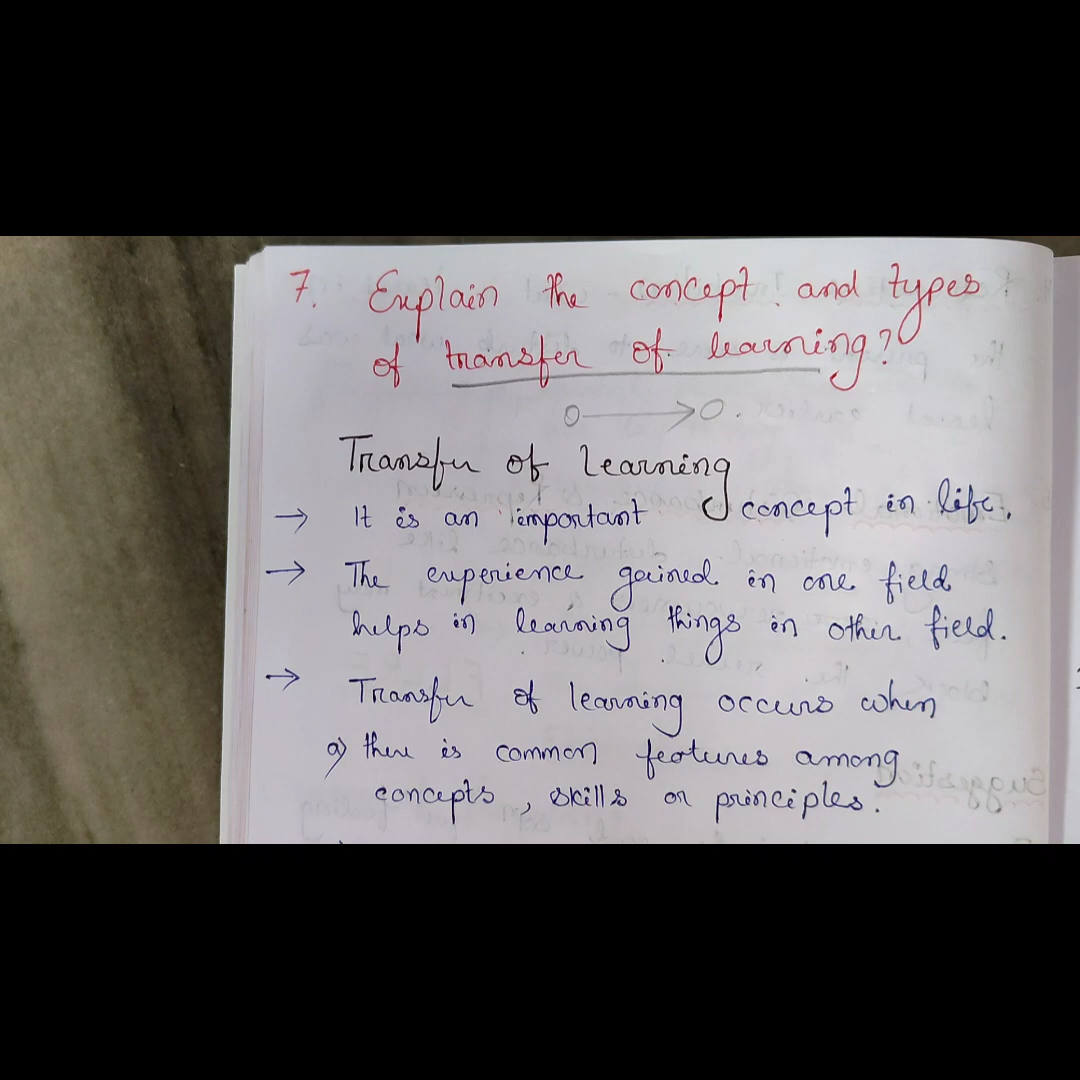 7. Explain the concept and types
of transfer of learning?
Transfer of learning
→ It is an important concept in life.
→ The experience gained in one field
helps in learning things in other field.
→ Transfer of learning occurs when
a) there is common features among
concepts, skills or principles.